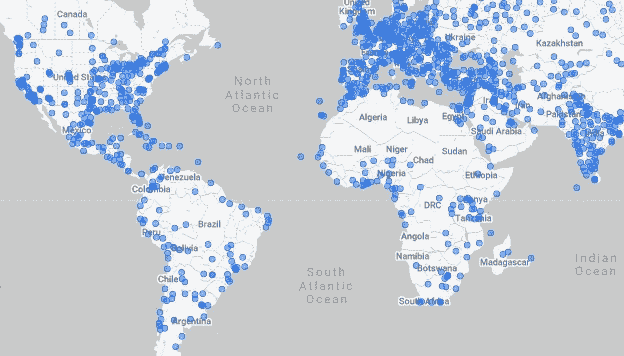 Canada
United
Kingdom
Ukraine
Kazakhstan
North
Atlantic
Ocean
United Sta
Mexico
Algeria
Libya
Egypt
Saudi Arabia
Afghanis
Pakistan
Mali
Niger
Chad
Sudan
Nigeria
Ethiopia
Venezuela
Colombia
Kenya
DRC
Tanzania
Peru
Brazil
Bolivia
Angola
Namibia
Botswana
Madagascar
Indian
Ocean
South
Atlantic
Ocean
Chile
South Africa
Argentina